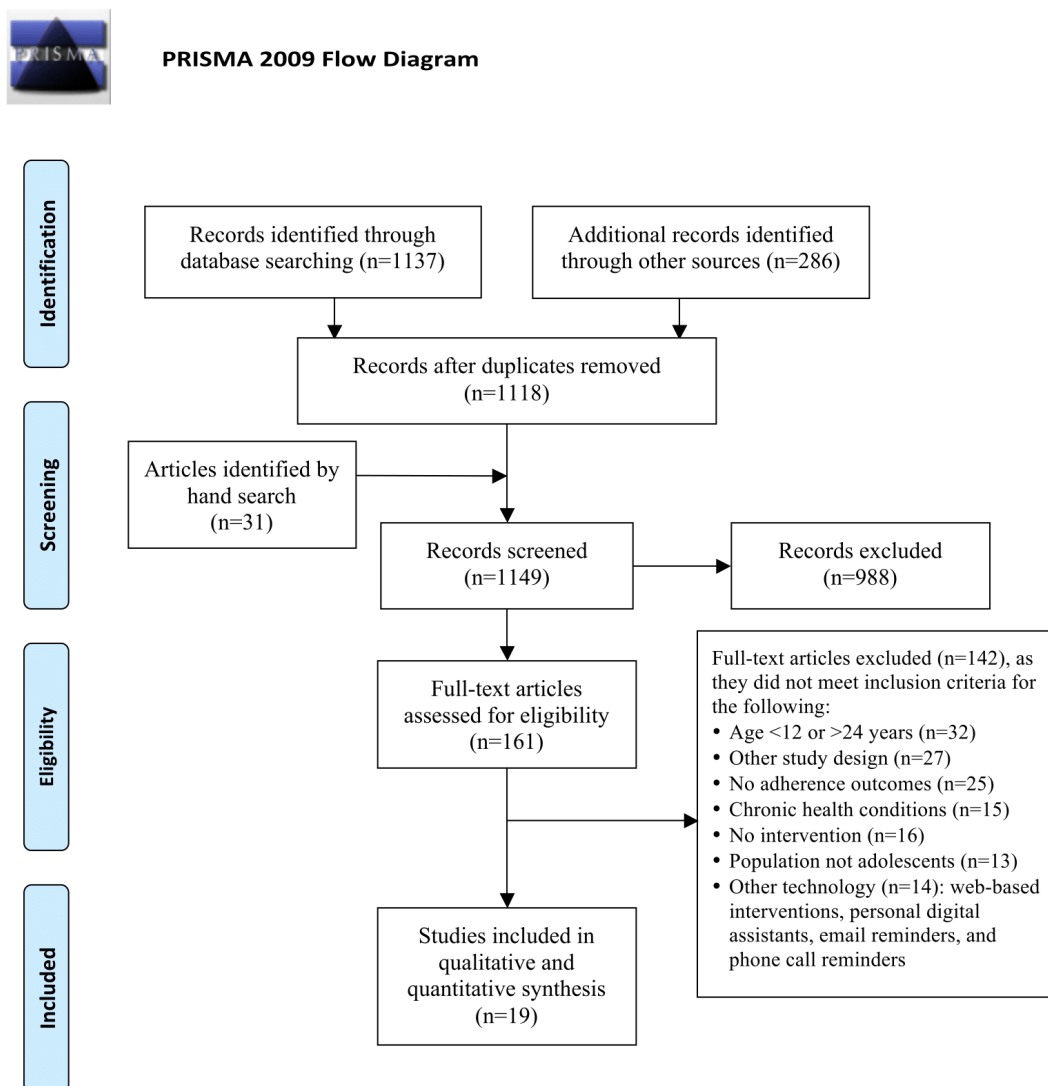 PRISMA
PRISMA 2009 Flow Diagram
Identification
Records identified through
database searching (n=1137)
Additional records identified
through other sources (n=286)
Records after duplicates removed
(n=1118)
Screening
Articles identified by
hand search
(n=31)
Records screened
(n=1149)
Records excluded
(n=988)
Eligibility
Full-text articles
assessed for eligibility
(n=161)
Full-text articles excluded (n=142), as
they did not meet inclusion criteria for
the following:
• Age <12 or >24 years (n=32)
• Other study design (n=27)
• No adherence outcomes (n=25)
• Chronic health conditions (n=15)
• No intervention (n=16)
• Population not adolescents (n=13)
• Other technology (n=14): web-based
interventions, personal digital
assistants, email reminders, and
phone call reminders
Included
Studies included in
qualitative and
quantitative synthesis
(n=19)